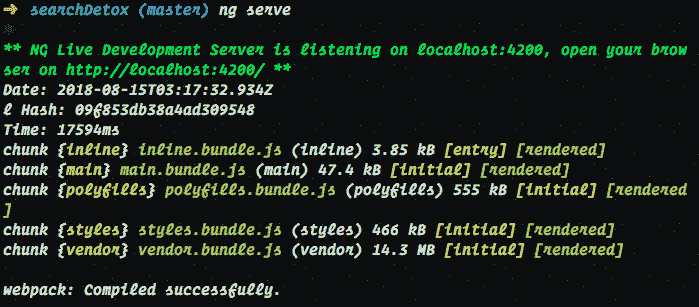 ➜ searchDetox (master) ng serve
** NG Live Development Server is listening on localhost:4200, open your brow
ser on http://localhost:4200/ **
Date: 2018-08-15T03:17:32.934Z
l Hash: 09f853db38a4ad309548
Time: 17594ms
chunk {inline} inline.bundle.js (inline) 3.85 kB [entry] [rendered]
chunk {main} main.bundle.js (main) 47.4 kB [initial] [rendered]
chunk {polyfills} polyfills.bundle.js (polyfills) 555 kB [initial] [rendered
]
chunk {styles} styles.bundle.js (styles) 466 kB [initial] [rendered]
chunk {vendor} vendor.bundle.js (vendor) 14.3 MB [initial] [rendered]
webpack: Compiled successfully.